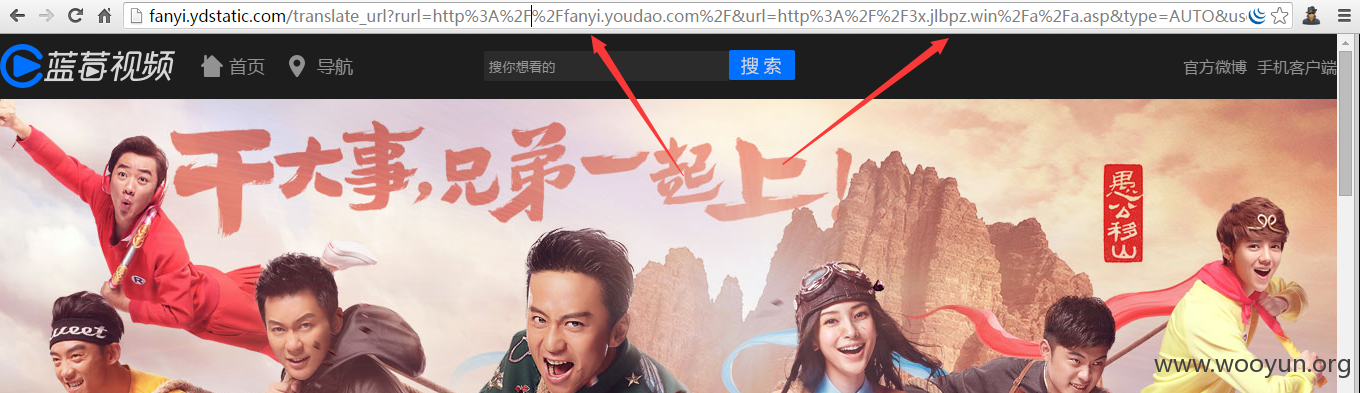 fanyi.ydstatic.com/translate_url?rurl=http%3A%2F%2Ffanyi.youdao.com%2F&url=http%3A%2F%2F3x.jlbpz.win%2Fa%2Fa.asp&type=AUTO&us
蓝莓视频 首页 导航 搜你想看的 搜 索 官方微博 手机客户端
干大事,兄弟一起上!
愚公移山
R
Sweet
www.wooyun.org